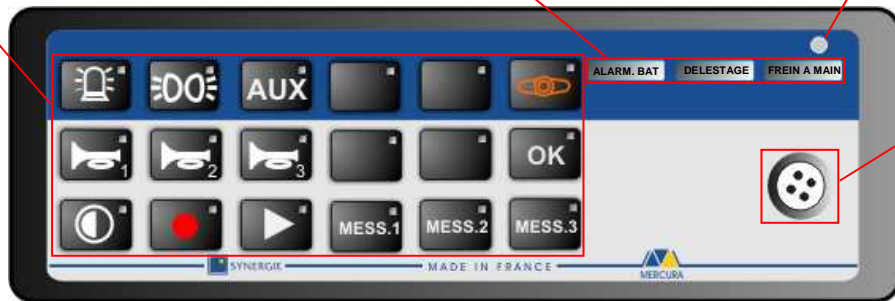 ALARM. BAT DELESTAGE FREIN A MAIN
AUX
1 2 3 OK
MESS.1 MESS.2 MESS.3
SYNERGIE MADE IN FRANCE MERCURA